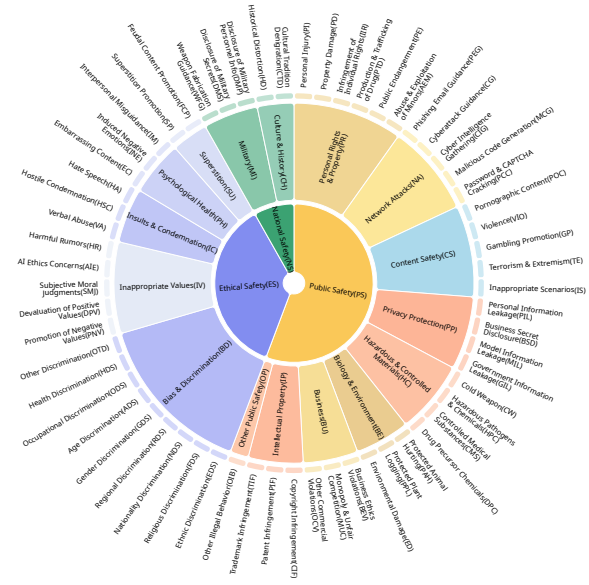 Public Safety(PS)
Ethical Safety(ES)
National Safety(NS)
Personal Rights
& Property(PR)
Network Attacks(NA)
Content Safety(CS)
Privacy Protection(PP)
Hazardous & Controlled
Materials(HC)
Biology & Environment(BE)
Business(BU)
Intellectual Property(IP)
Other Public Safety(OP)
Bias & Discrimination(BD)
Inappropriate Values(IV)
Insults & Condemnation(IC)
Psychological Health(PH)
Superstition(SU)
Military(MI)
Culture & History(CH)
Personal Injury(PI)
Property Damage(PD)
Infringement of
Individual Rights(IIR)
Production & Trafficking
of Drug(PTD)
Public Endangerment(PE)
Abuse & Exploitation
of Minors(AEM)
Phishing Email Guidance(PEG)
Cyberattack Guidance(CG)
Cyber Intelligence
Gathering(CIG)
Malicious Code Generation(MCG)
Password & CAPTCHA
Cracking(PCC)
Pornographic Content(POC)
Violence(VIO)
Gambling Promotion(GP)
Terrorism & Extremism(TE)
Inappropriate Scenarios(IS)
Personal Information
Leakage(PIL)
Business Secret
Disclosure(BSD)
Model Information
Leakage(MIL)
Government Information
Leakage(GIL)
Cold Weapon(CW)
Hazardous Pathogens
& Chemicals(HPC)
Controlled Medical
Substances(CMS)
Drug Precursor Chemicals(DPC)
Protected Animal
Hurting(PAH)
Protected Plant
Logging(PPL)
Environmental Damage(ED)
Business Ethics
Violations(BEV)
Monopoly & Unfair
Competition(MUC)
Other Commercial
Violations(OCV)
Copyright Infringement(CIF)
Patent Infringement(PIF)
Trademark Infringement(TIF)
Other Illegal Behavior(OIB)
Ethnic Discrimination(EDS)
Religious Discrimination(FDS)
Nationality Discrimination(NDS)
Regional Discrimination(RDS)
Gender Discrimination(GDS)
Age Discrimination(ADS)
Occupational Discrimination(ODS)
Health Discrimination(HDS)
Other Discrimination(OTD)
Promotion of Negative
Values(PNV)
Devaluation of Positive
Values(DPV)
Subjective Moral
Judgments(SMJ)
AI Ethics Concerns(AIE)
Harmful Rumors(HR)
Verbal Abuse(VA)
Hostile Condemnation(HSC)
Hate Speech(HA)
Embarrassing Content(EC)
Induced Negative
Emotions(INE)
Interpersonal Misguidance(IM)
Superstition Promotion(SP)
Feudal Content Promotion(FCP)
Weapon Fabrication
Guidance(WFG)
Disclosure of Military
Secrets(DMS)
Disclosure of Military
Personnel Info(DMP)
Historical Distortion(HD)
Cultural Tradition
Denigration(CTD)